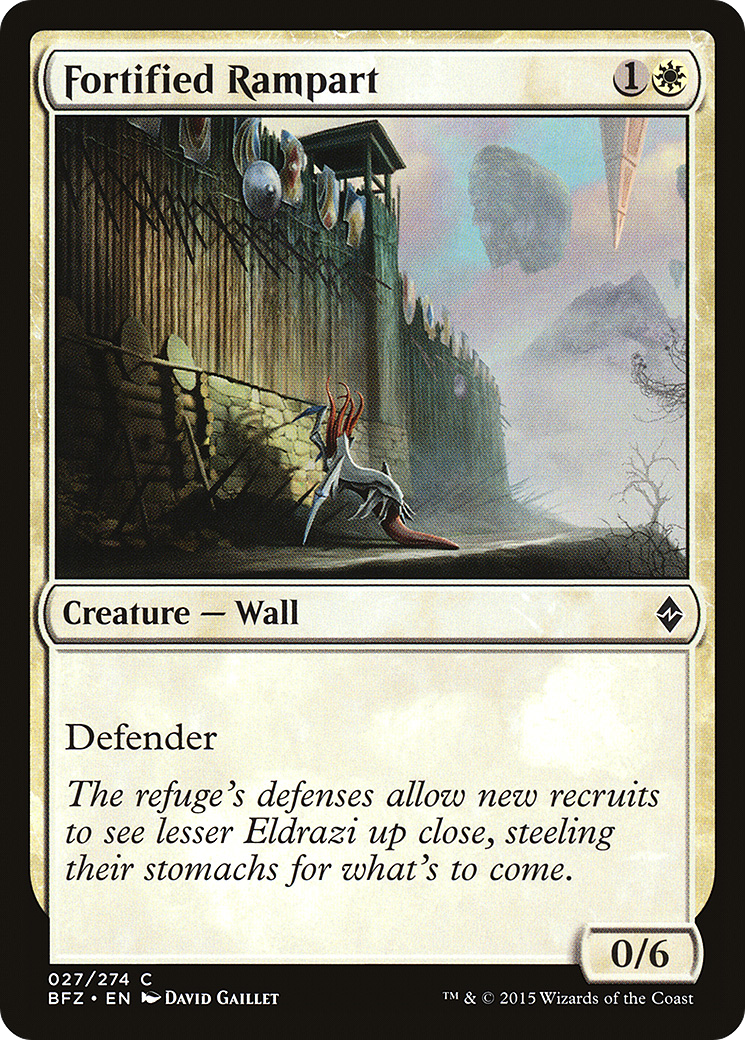 Fortified Rampart 1
Creature — Wall
Defender
The refuge's defenses allow new recruits
to see lesser Eldrazi up close, steeling
their stomachs for what's to come.
0/6
027/274 C
BFZ • EN David Gaillet ™ & © 2015 Wizards of the Coast